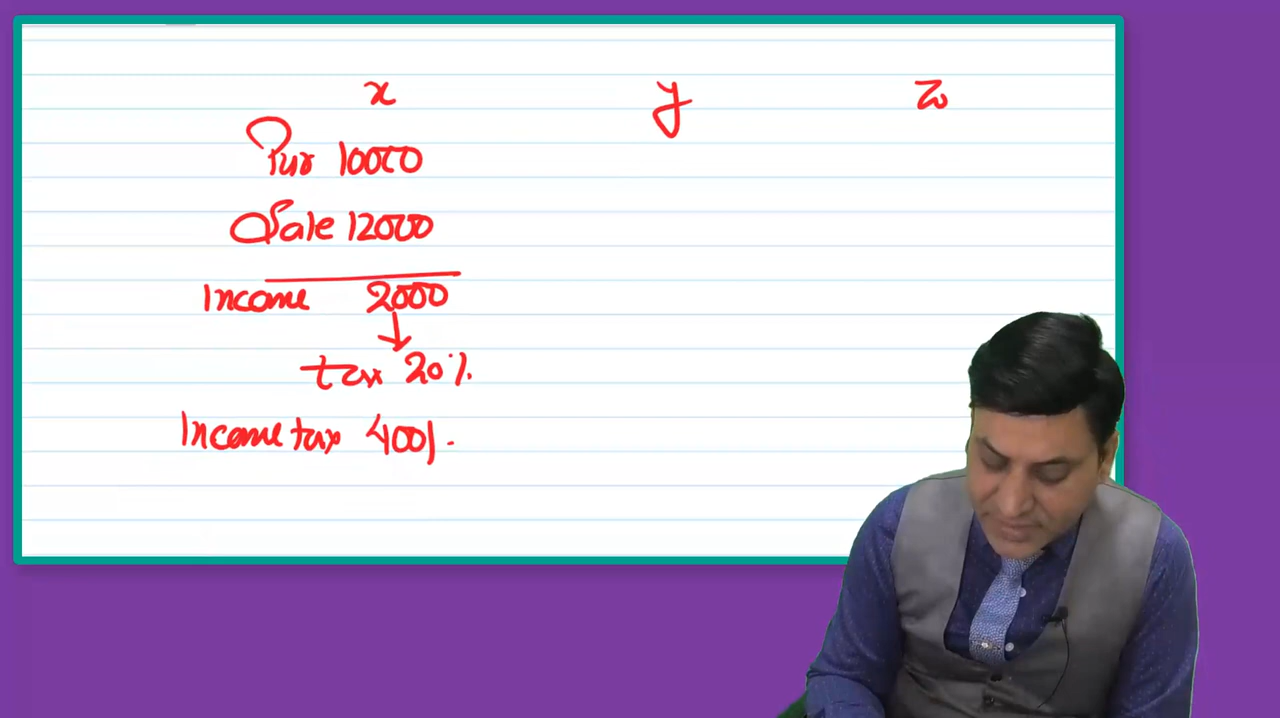 x y z
Pur 10000
Sale 12000
Income 2000
tax 20%.
Income tax 400/-